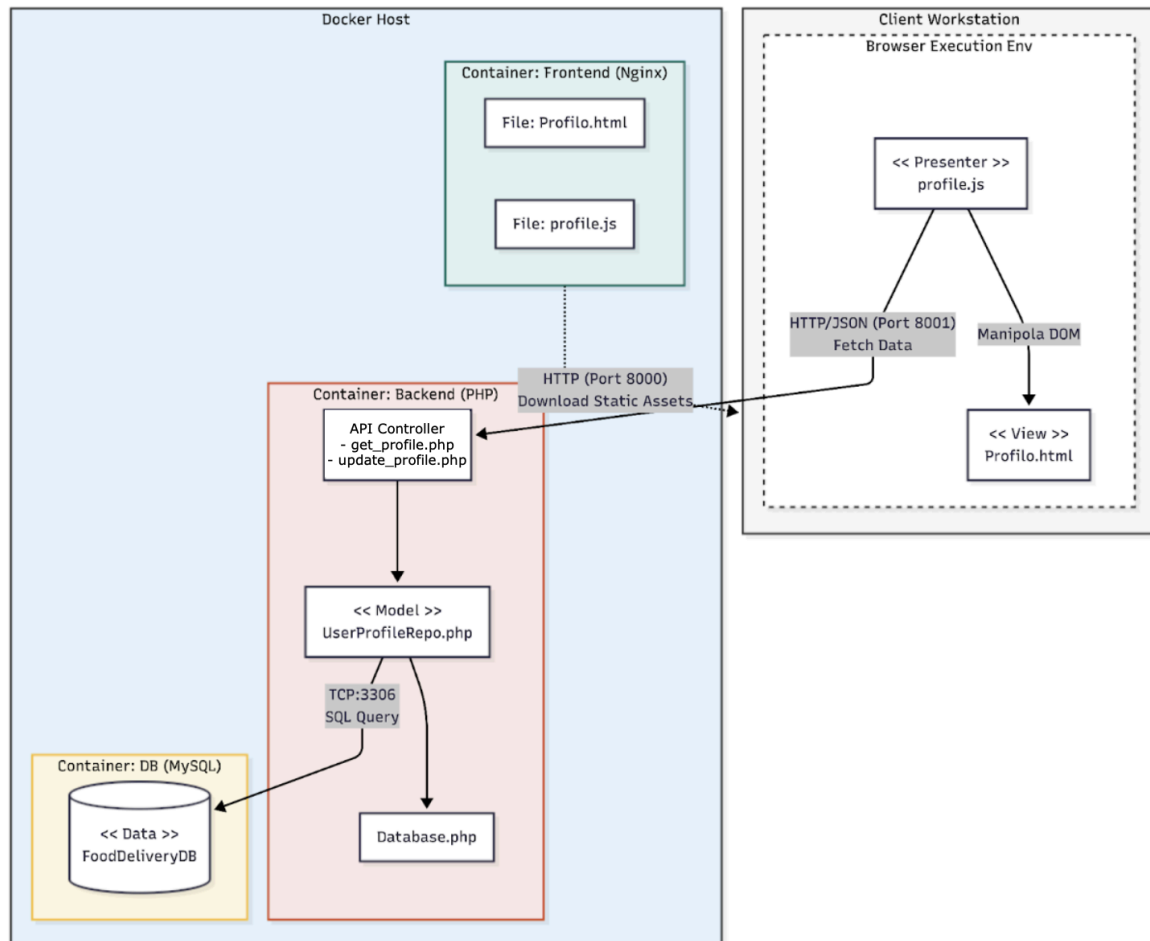 Docker Host
Container: Frontend (Nginx)
File: Profilo.html
File: profile.js
HTTP (Port 8000)
Download Static Assets
Container: Backend (PHP)
API Controller
- get_profile.php
- update_profile.php
<< Model >>
UserProfileRepo.php
TCP:3306
SQL Query
Database.php
Container: DB (MySQL)
<< Data >>
FoodDeliveryDB
Client Workstation
Browser Execution Env
<< Presenter >>
profile.js
HTTP/JSON (Port 8001)
Fetch Data
Manipola DOM
<< View >>
Profilo.html